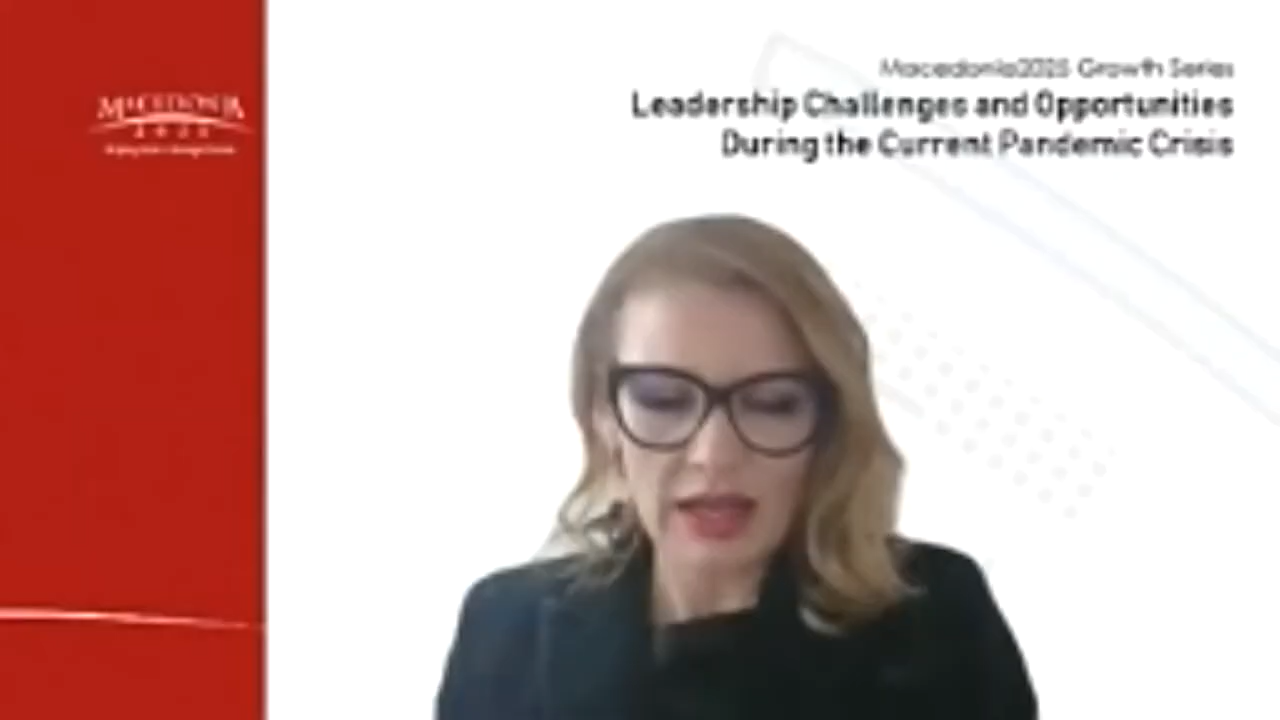 MACEDONIA
2025
Macedonia2025 Growth Series
Leadership Challenges and Opportunities
During the Current Pandemic Crisis